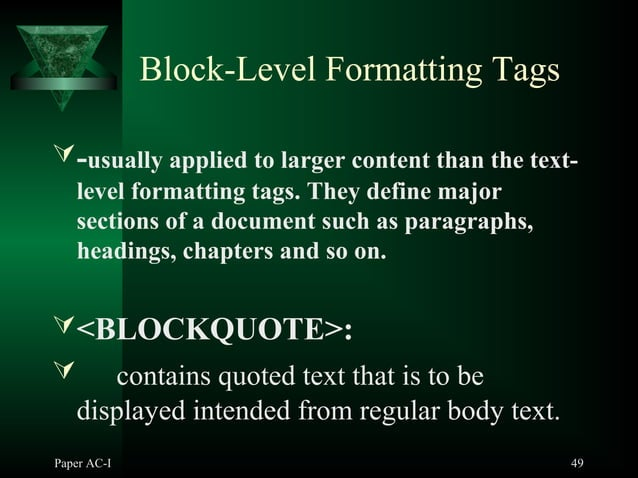 Block-Level Formatting Tags
-usually applied to larger content than the text-
level formatting tags. They define major
sections of a document such as paragraphs,
headings, chapters and so on.
<BLOCKQUOTE>:
contains quoted text that is to be
displayed intended from regular body text.
Paper AC-I 49